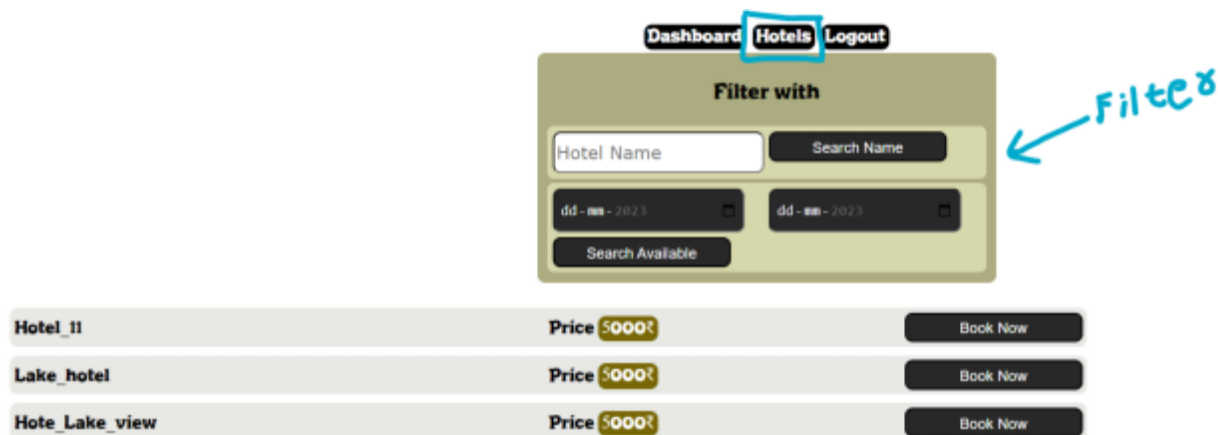 Dashboard Hotels Logout
Filter with
Filter
Hotel Name Search Name
dd-mm-2023 dd-mm-2023
Search Available
Hotel_11 Price 5000₹ Book Now
Lake_hotel Price 5000₹ Book Now
Hote_Lake_view Price 5000₹ Book Now